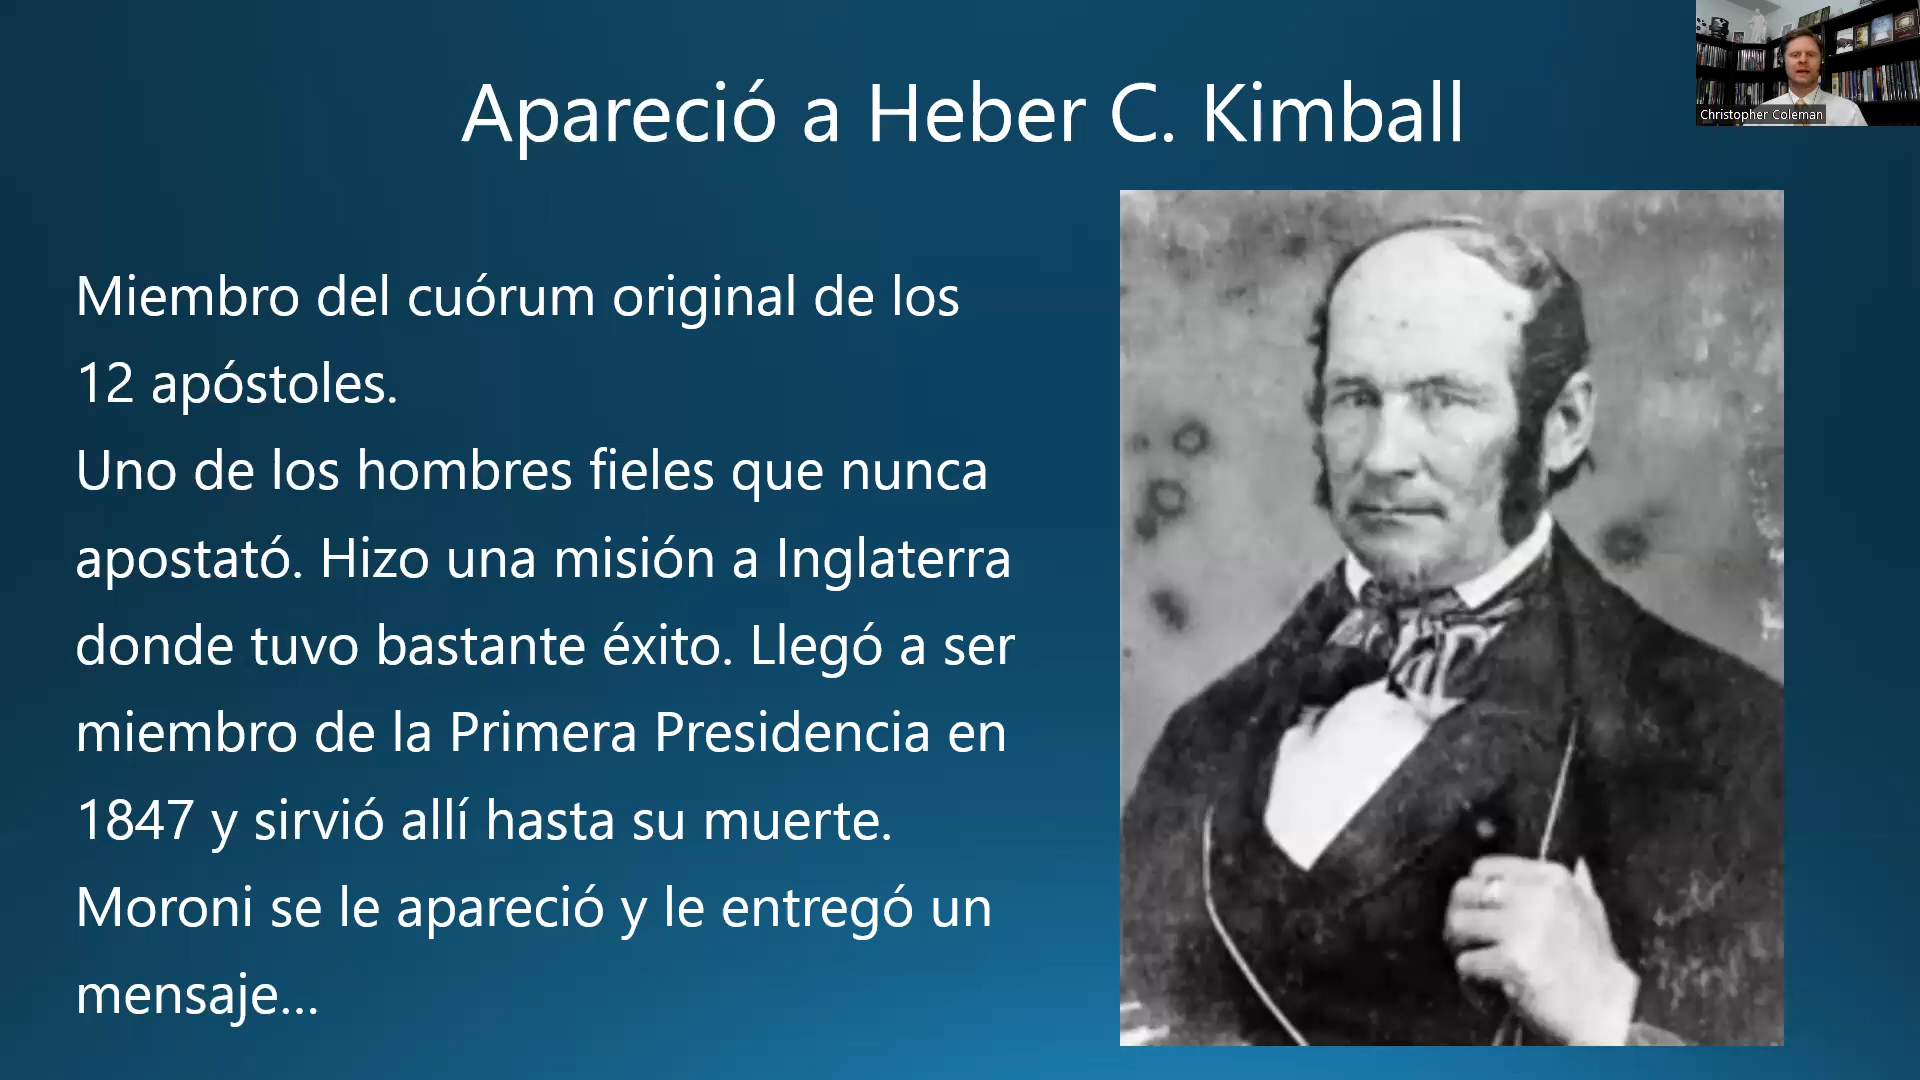 Apareció a Heber C. Kimball
Christopher Coleman
Miembro del cuórum original de los
12 apóstoles.
Uno de los hombres fieles que nunca
apostató. Hizo una misión a Inglaterra
donde tuvo bastante éxito. Llegó a ser
miembro de la Primera Presidencia en
1847 y sirvió allí hasta su muerte.
Moroni se le apareció y le entregó un
mensaje...